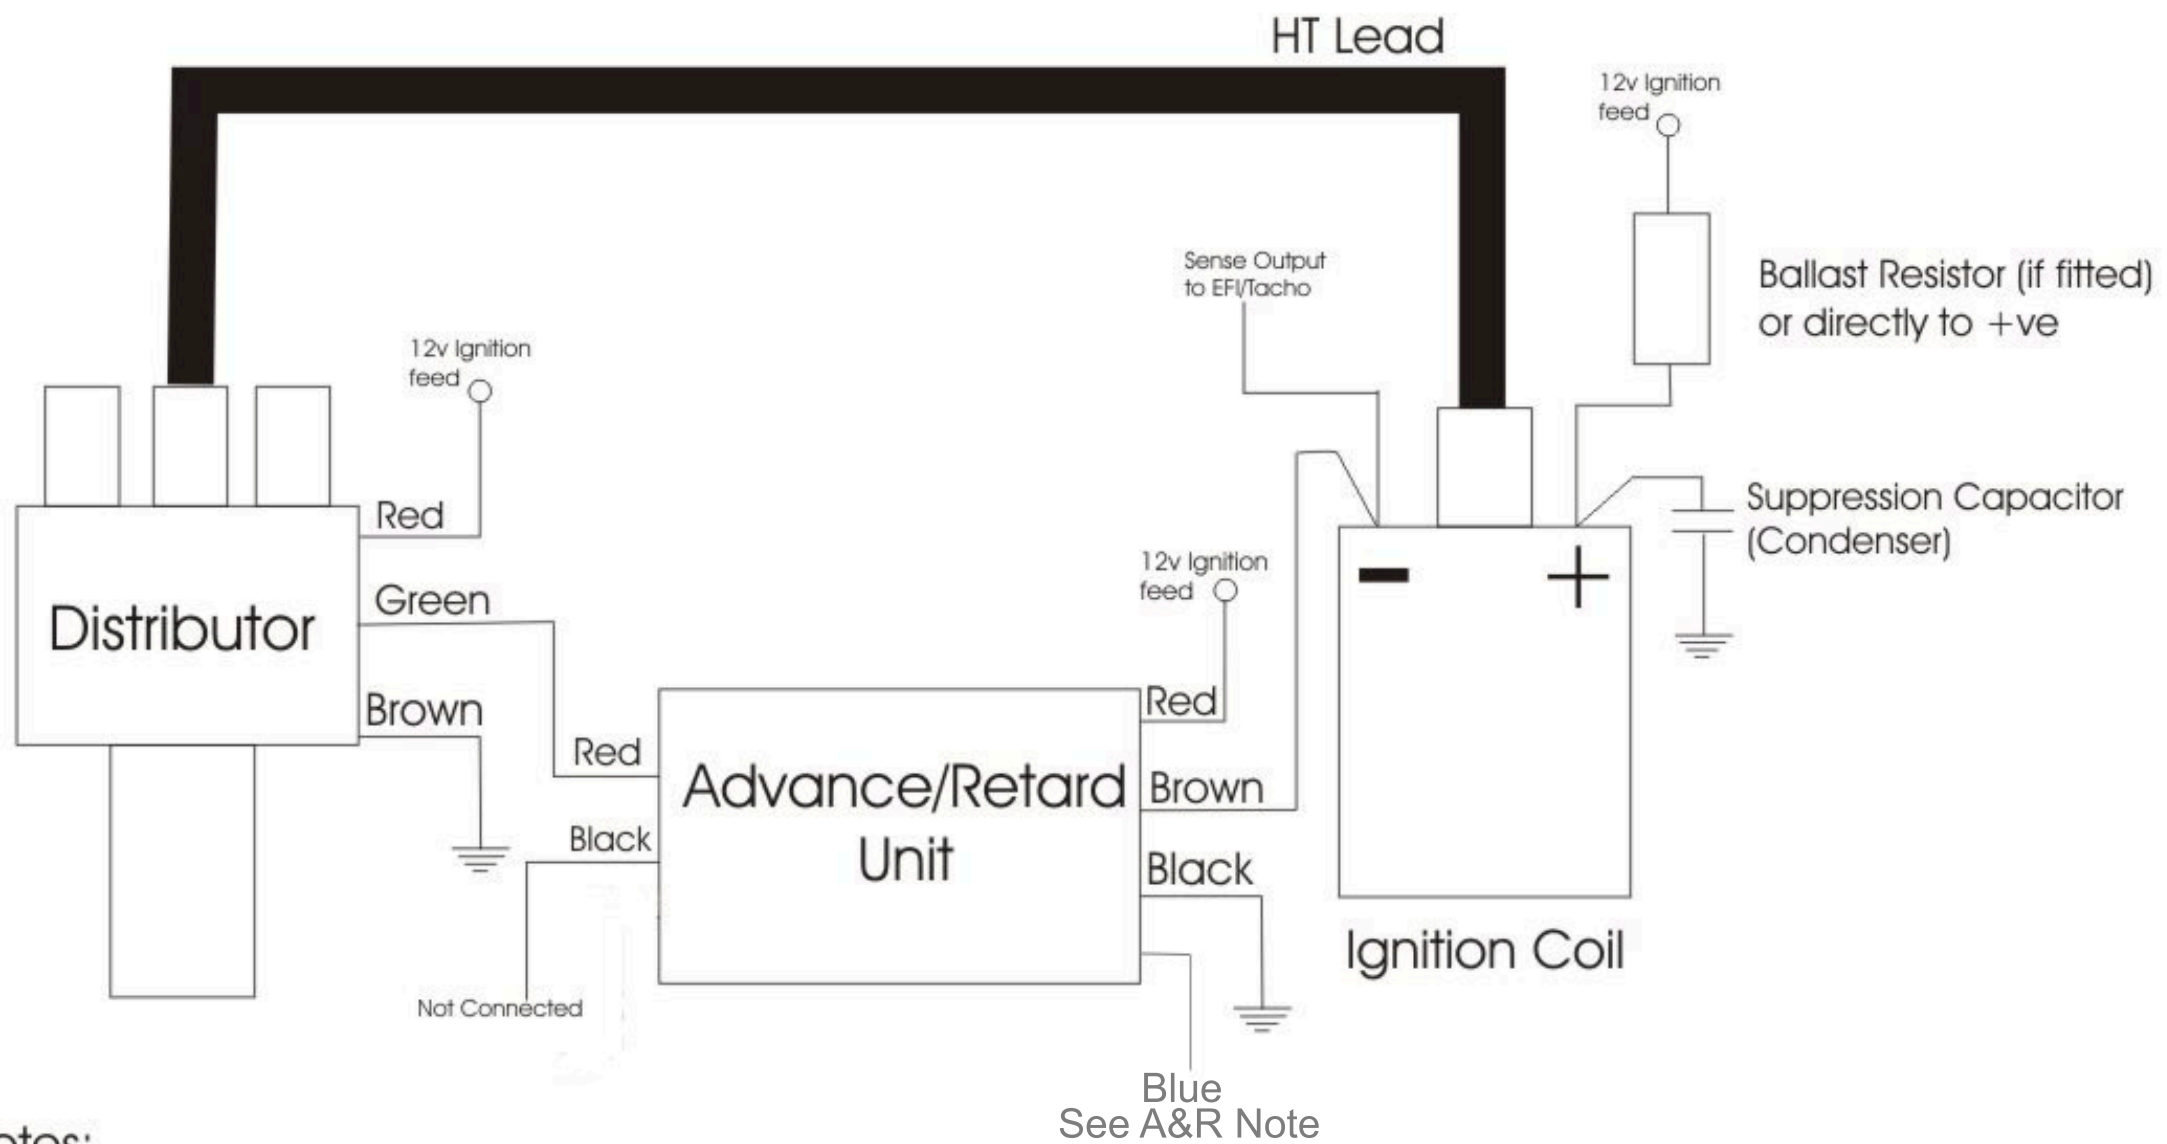 HT Lead
12v Ignition
feed
Sense Output
to EFI/Tacho
Ballast Resistor (if fitted)
or directly to +ve
12v Ignition
feed
Red
Suppression Capacitor
(Condenser)
12v Ignition
feed
Green
Distributor
Brown
Red
Red
Advance/Retard
Unit
Brown
Black
Black
Ignition Coil
Not Connected
Blue
See A&R Note